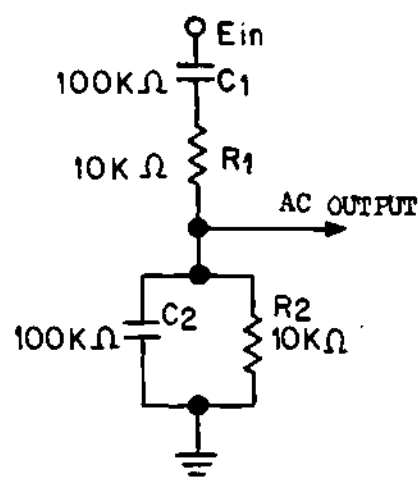 Ein
100KΩ C1
10K Ω R1
AC OUTPUT
C2 R2
100KΩ 10KΩ